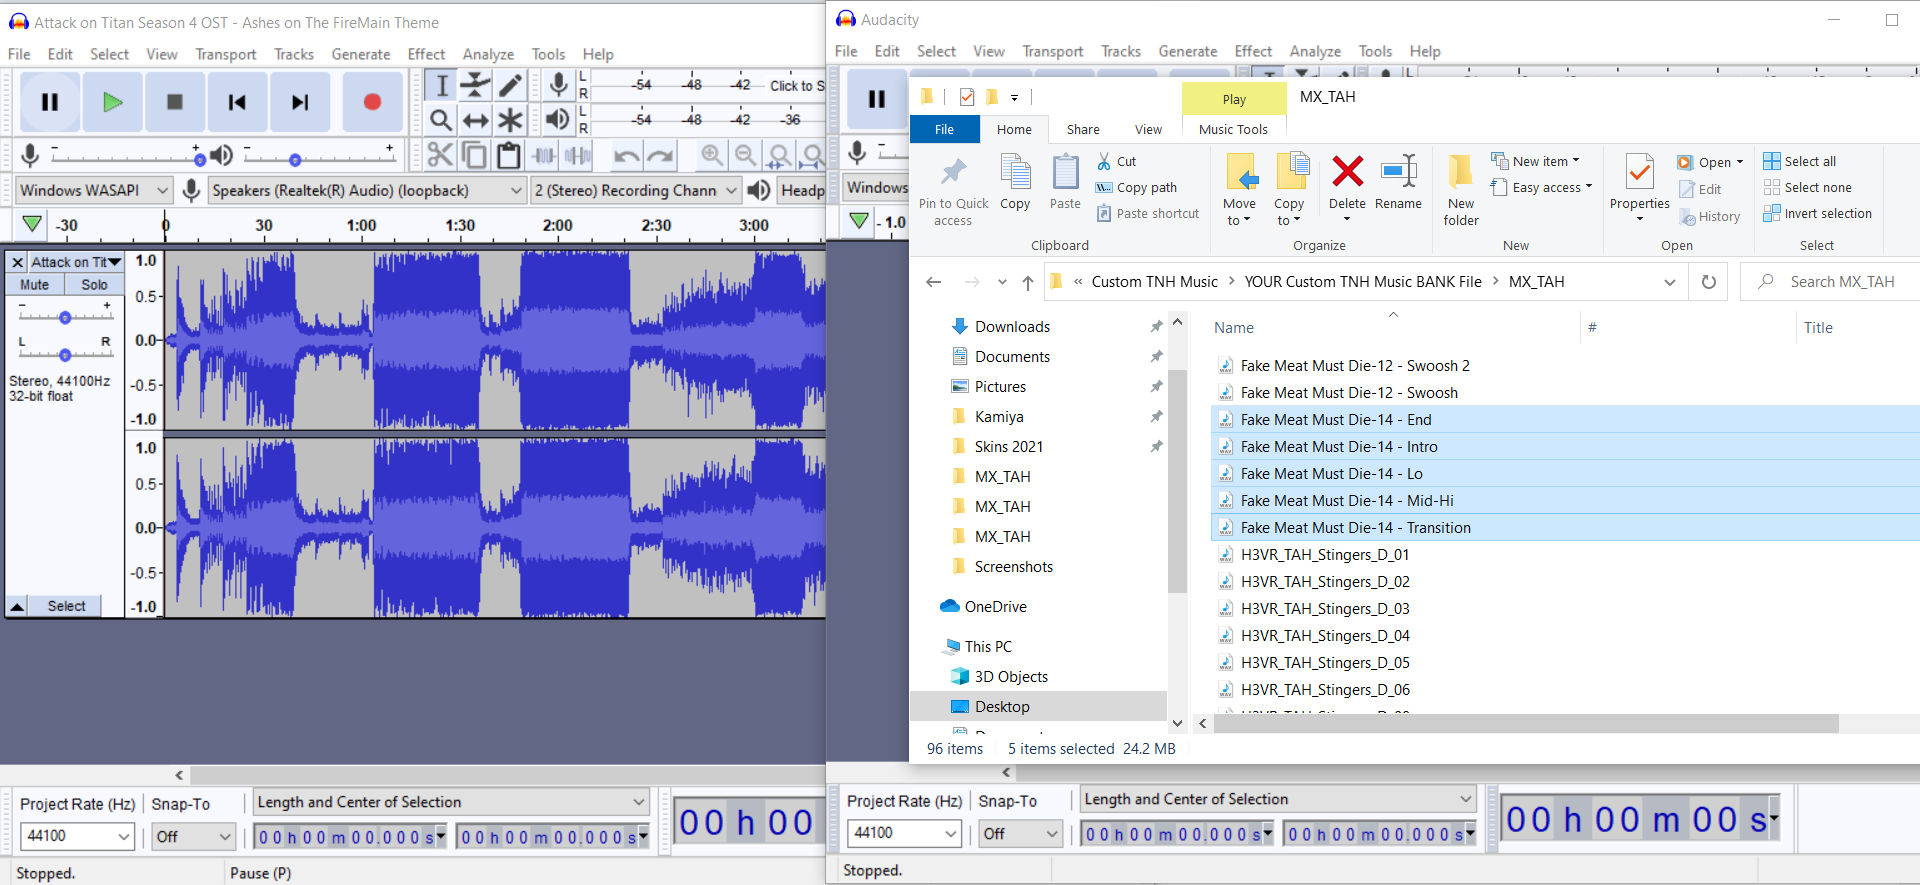 Attack on Titan Season 4 OST - Ashes on The FireMain Theme
File Edit Select View Transport Tracks Generate Effect Analyze Tools Help
-54 -48 -42 Click to S
L
R
-54 -48 -42 -36
L
R
- + - +
Windows WASAPI Speakers (Realtek(R) Audio) (loopback) 2 (Stereo) Recording Chann Headp
-30 0 30 1:00 1:30 2:00 2:30 3:00
Attack on Tit
Mute Solo
- +
L R
Stereo, 44100Hz
32-bit float
Select
1.0
0.5-
0.0-
-0.5-
-1.0
1.0
0.5-
0.0-
-0.5-
-1.0
Project Rate (Hz) Snap-To Length and Center of Selection
44100 Off 00 h 00 m 00.000 s 00 h 00 m 00.000 s 00 h 00
Stopped. Pause (P)
Audacity
File Edit Select View Transport Tracks Generate Effect Analyze Tools Help
Windows
-1.0
Play MX_TAH
File Home Share View Music Tools
Pin to Quick access
Copy
Paste
Cut
Copy path
Paste shortcut
Clipboard
Move to
Copy to
Delete
Rename
Organize
New folder
New item
Easy access
New
Properties
Open
Edit
History
Open
Select all
Select none
Invert selection
Select
« Custom TNH Music > YOUR Custom TNH Music BANK File > MX_TAH
Search MX_TAH
Downloads
Documents
Pictures
Kamiya
Skins 2021
MX_TAH
MX_TAH
MX_TAH
Screenshots
OneDrive
This PC
3D Objects
Desktop
Name # Title
Fake Meat Must Die-12 - Swoosh 2
Fake Meat Must Die-12 - Swoosh
Fake Meat Must Die-14 - End
Fake Meat Must Die-14 - Intro
Fake Meat Must Die-14 - Lo
Fake Meat Must Die-14 - Mid-Hi
Fake Meat Must Die-14 - Transition
H3VR_TAH_Stingers_D_01
H3VR_TAH_Stingers_D_02
H3VR_TAH_Stingers_D_03
H3VR_TAH_Stingers_D_04
H3VR_TAH_Stingers_D_05
H3VR_TAH_Stingers_D_06
96 items 5 items selected 24.2 MB
Project Rate (Hz) Snap-To Length and Center of Selection
44100 Off 00 h 00 m 00.000 s 00 h 00 m 00.000 s 00 h 00 m 00 s
Stopped.